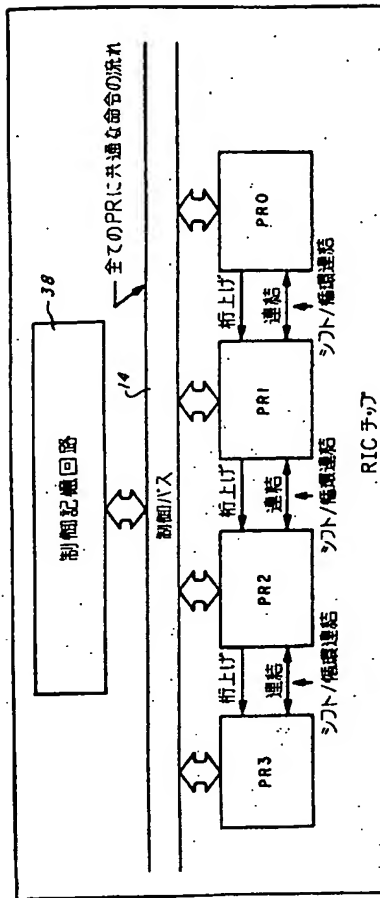 38
制御記憶回路
全てのPRに共通な命令の流れ
14
制御バス
PR3
桁上げ
連結
シフト/循環連結
PR2
桁上げ
連結
シフト/循環連結
PR1
桁上げ
連結
シフト/循環連結
PR0
RICチップ